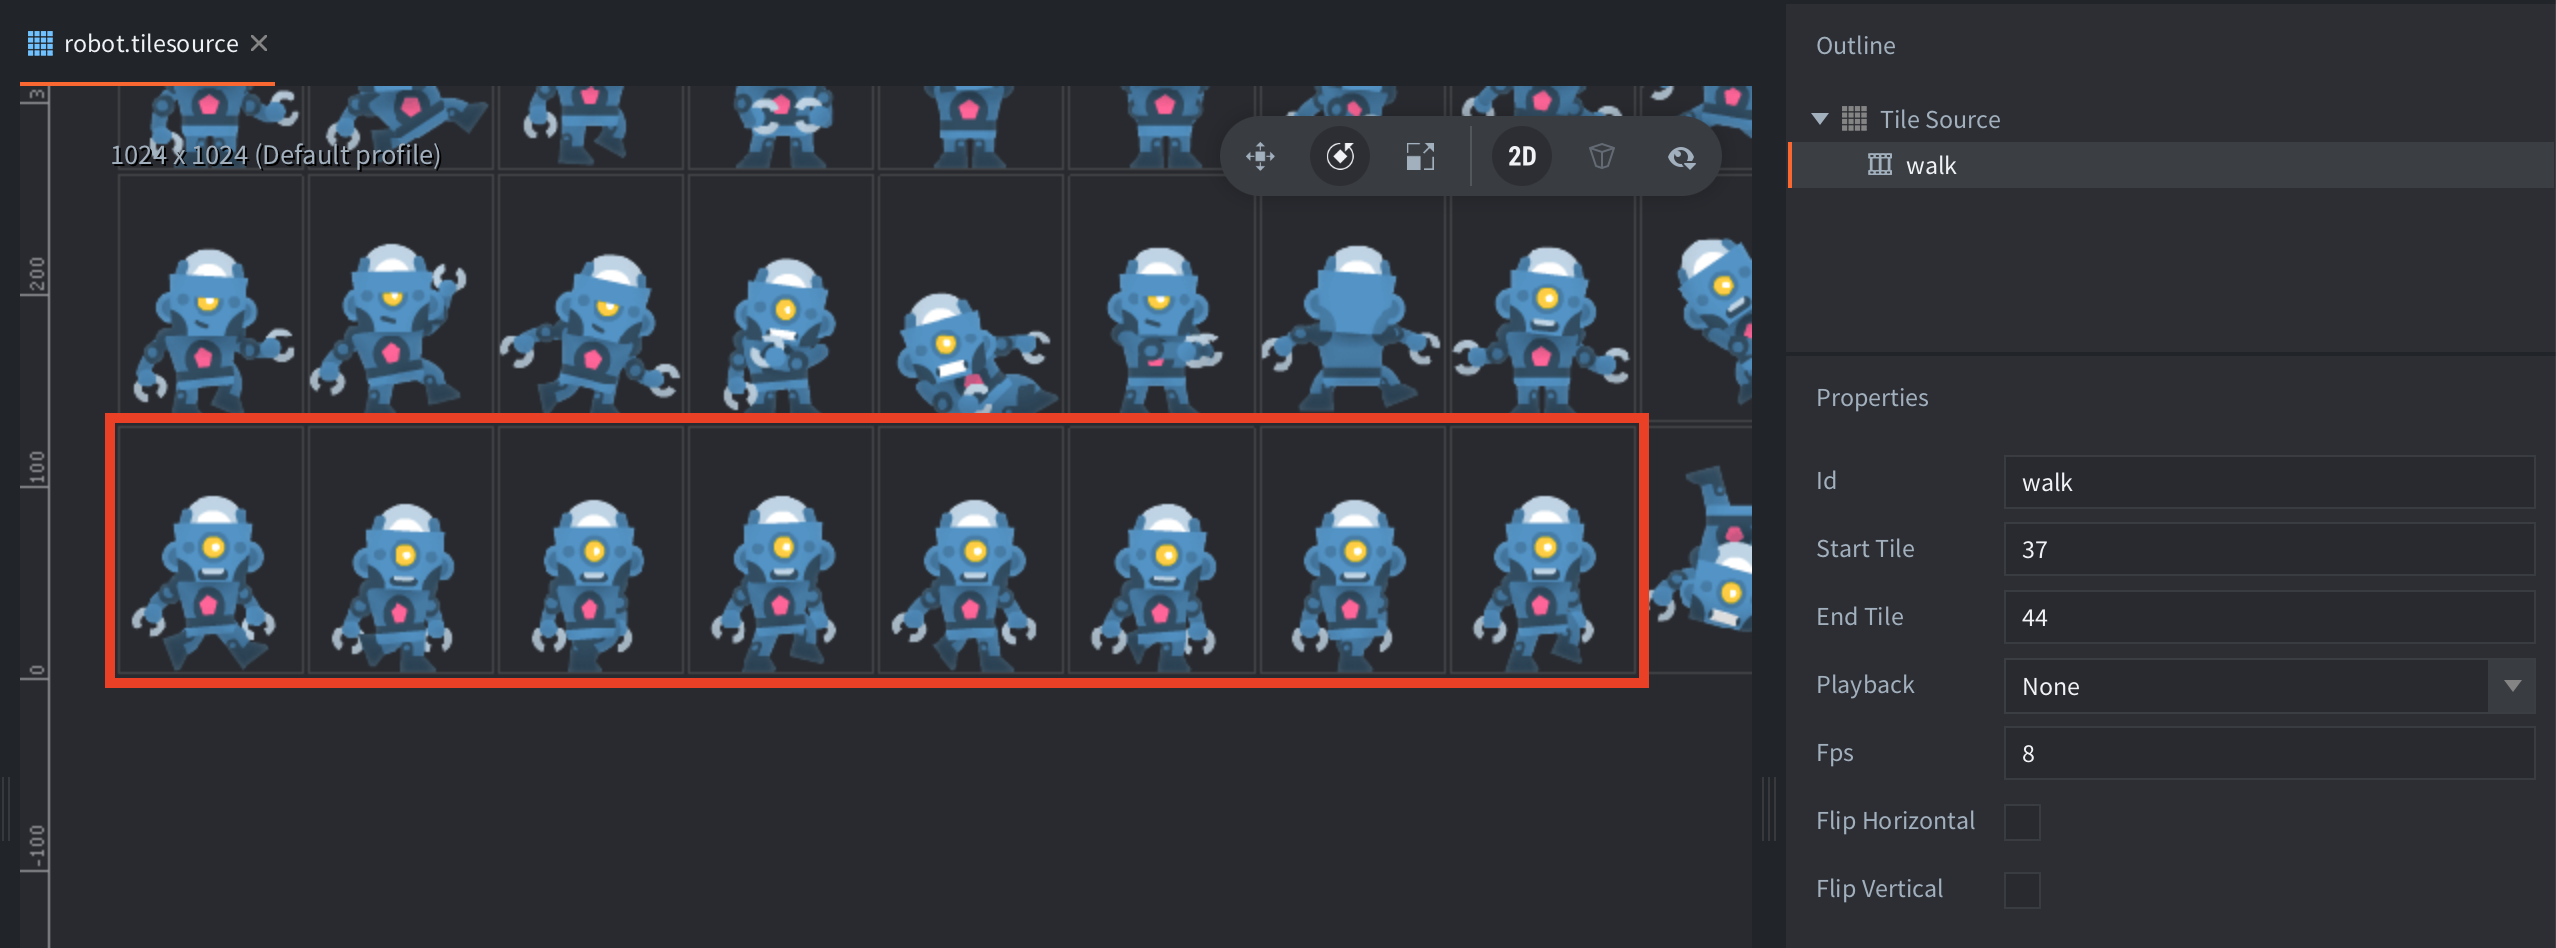 robot.tilesource
1024 x 1024 (Default profile)
2D
200
100
0
-100
Outline
Tile Source
walk
Properties
Id
walk
Start Tile
37
End Tile
44
Playback
None
Fps
8
Flip Horizontal
Flip Vertical